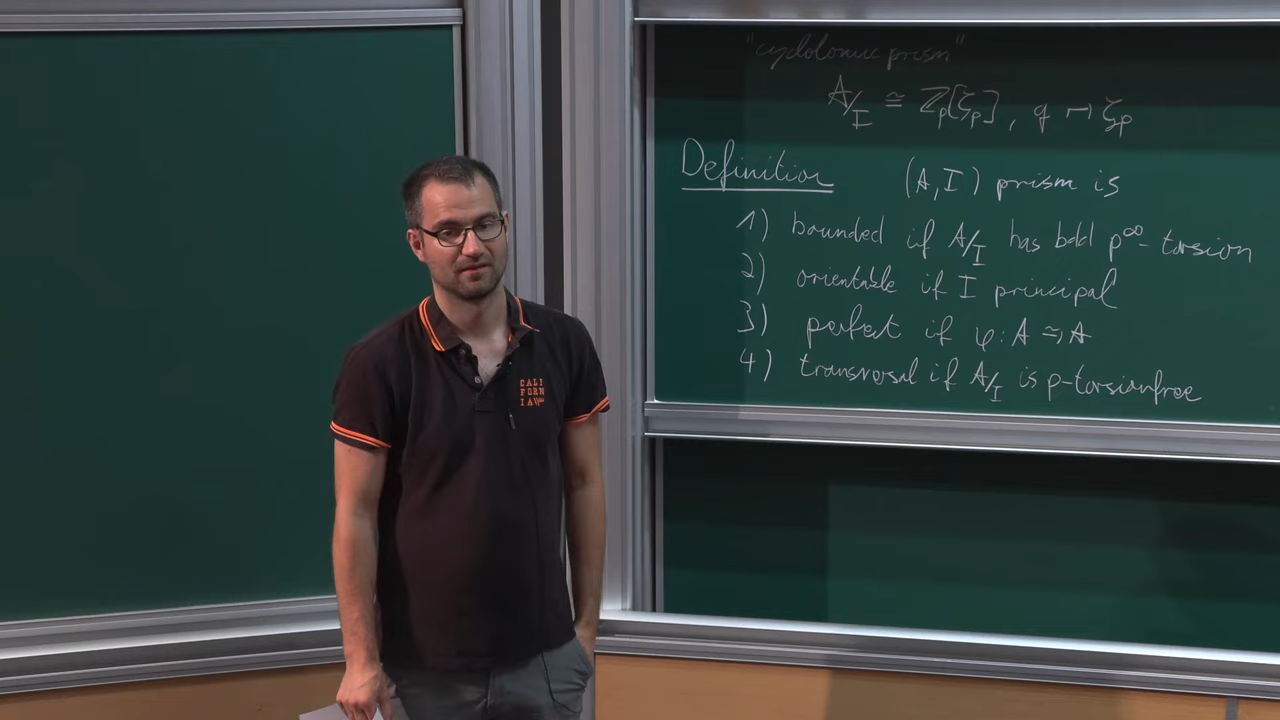 "cyclotomic prism"
A/I ≅ ℤp[ζp], q ↦ ζp
Definition (A, I) prism is
1) bounded if A/I has bdd p^∞-torsion
2) orientable if I principal
3) perfect if φ: A ≅→ A
4) transversal if A/I is p-torsionfree
CALI
FORN
IA